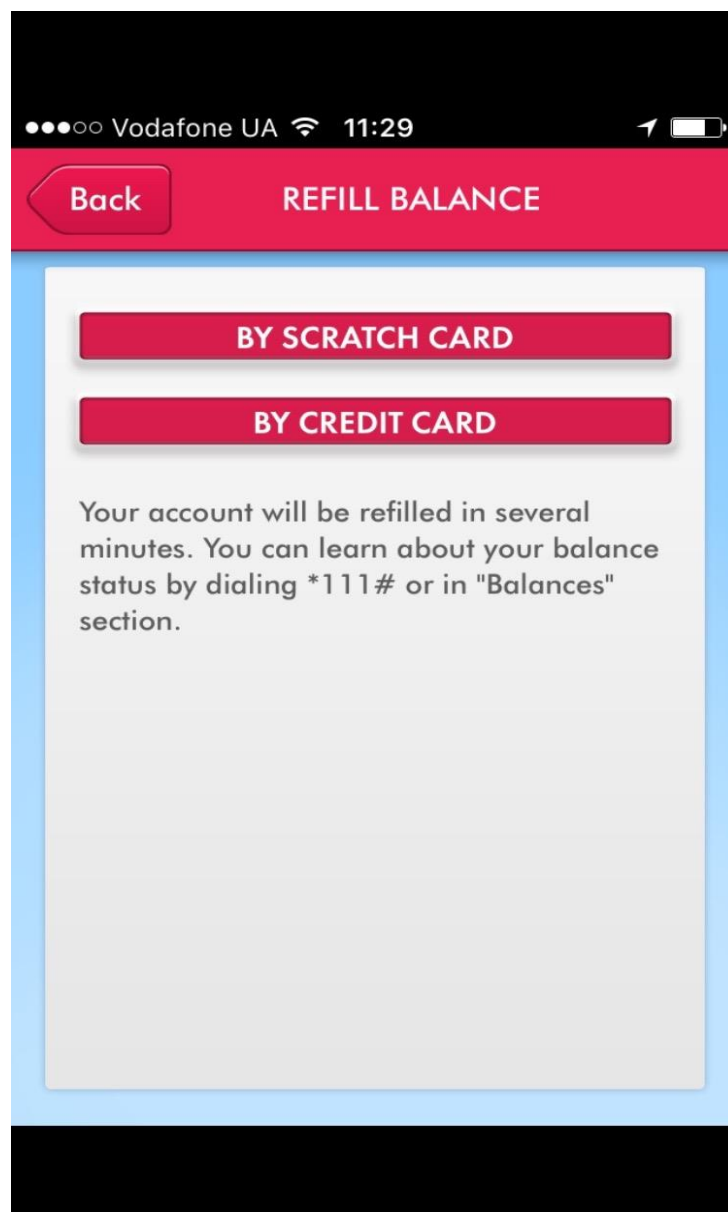 Vodafone UA 11:29
Back REFILL BALANCE
BY SCRATCH CARD
BY CREDIT CARD
Your account will be refilled in several
minutes. You can learn about your balance
status by dialing *111# or in "Balances"
section.